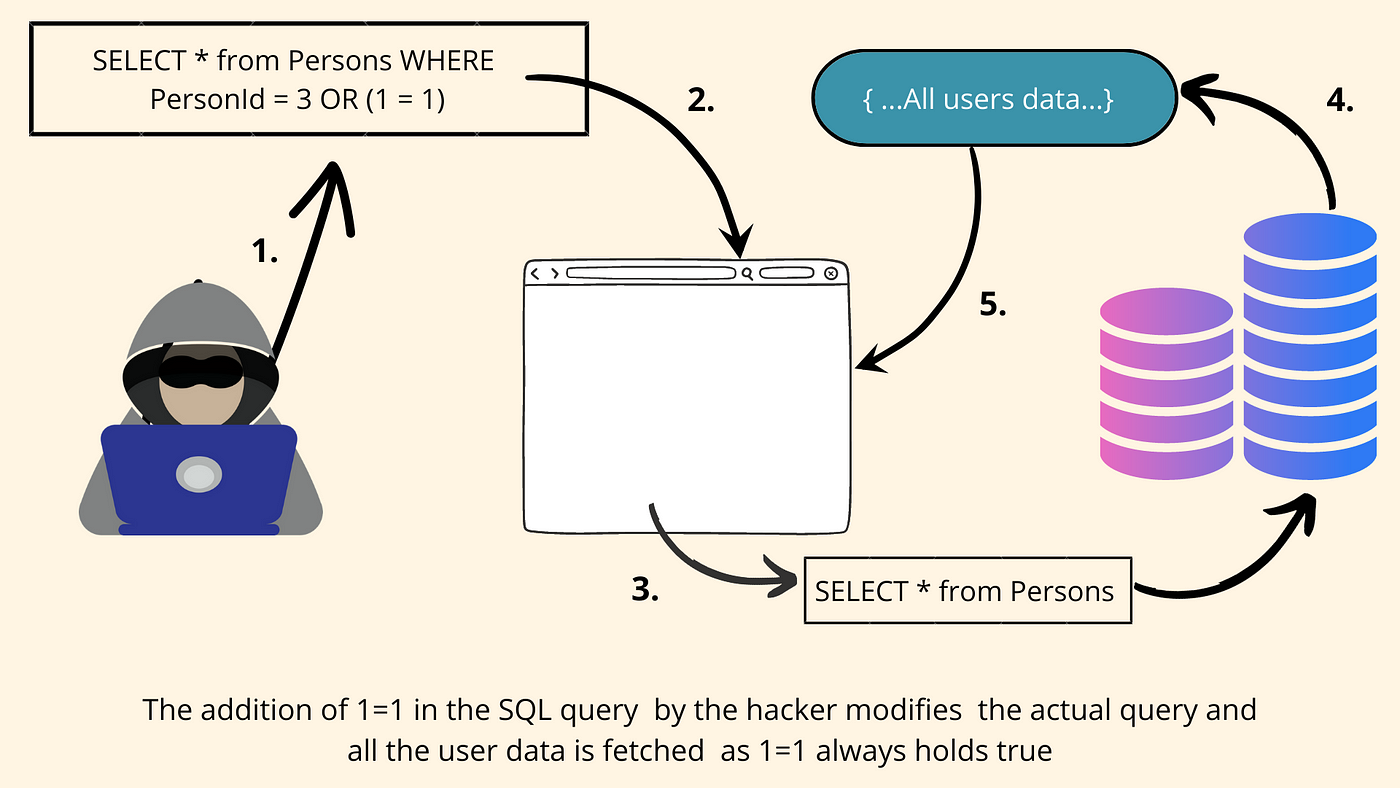 SELECT * from Persons WHERE
PersonId = 3 OR (1 = 1)
1.
2.
{ ...All users data...}
4.
5.
3.
SELECT * from Persons
The addition of 1=1 in the SQL query  by the hacker modifies  the actual query and
all the user data is fetched  as 1=1 always holds true